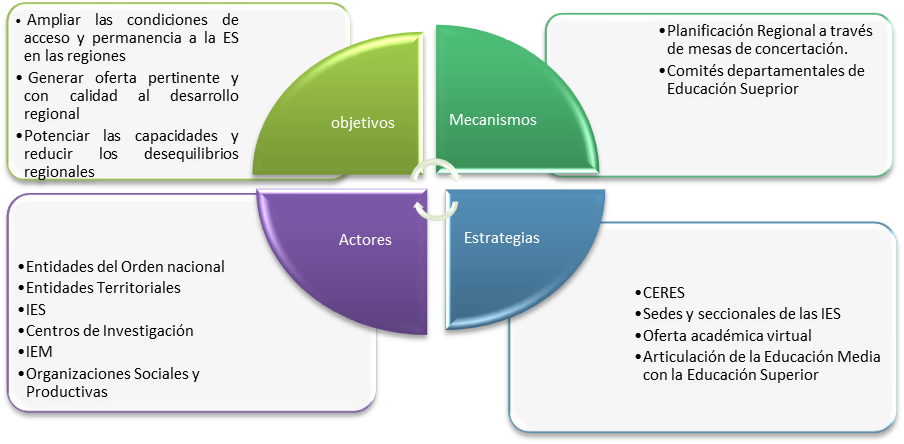 • Ampliar las condiciones de
acceso y permanencia a la ES
en las regiones
• Generar oferta pertinente y
con calidad al desarrollo
regional
•Potenciar las capacidades y
reducir los desequilibrios
regionales
objetivos
Mecanismos
•Planificación Regional a través
de mesas de concertación.
•Comités departamentales de
Educación Sueprior
Actores
•Entidades del Orden nacional
•Entidades Territoriales
•IES
•Centros de Investigación
•IEM
•Organizaciones Sociales y
Productivas
Estrategias
•CERES
•Sedes y seccionales de las IES
•Oferta académica virtual
•Articulación de la Educación Media
con la Educación Superior